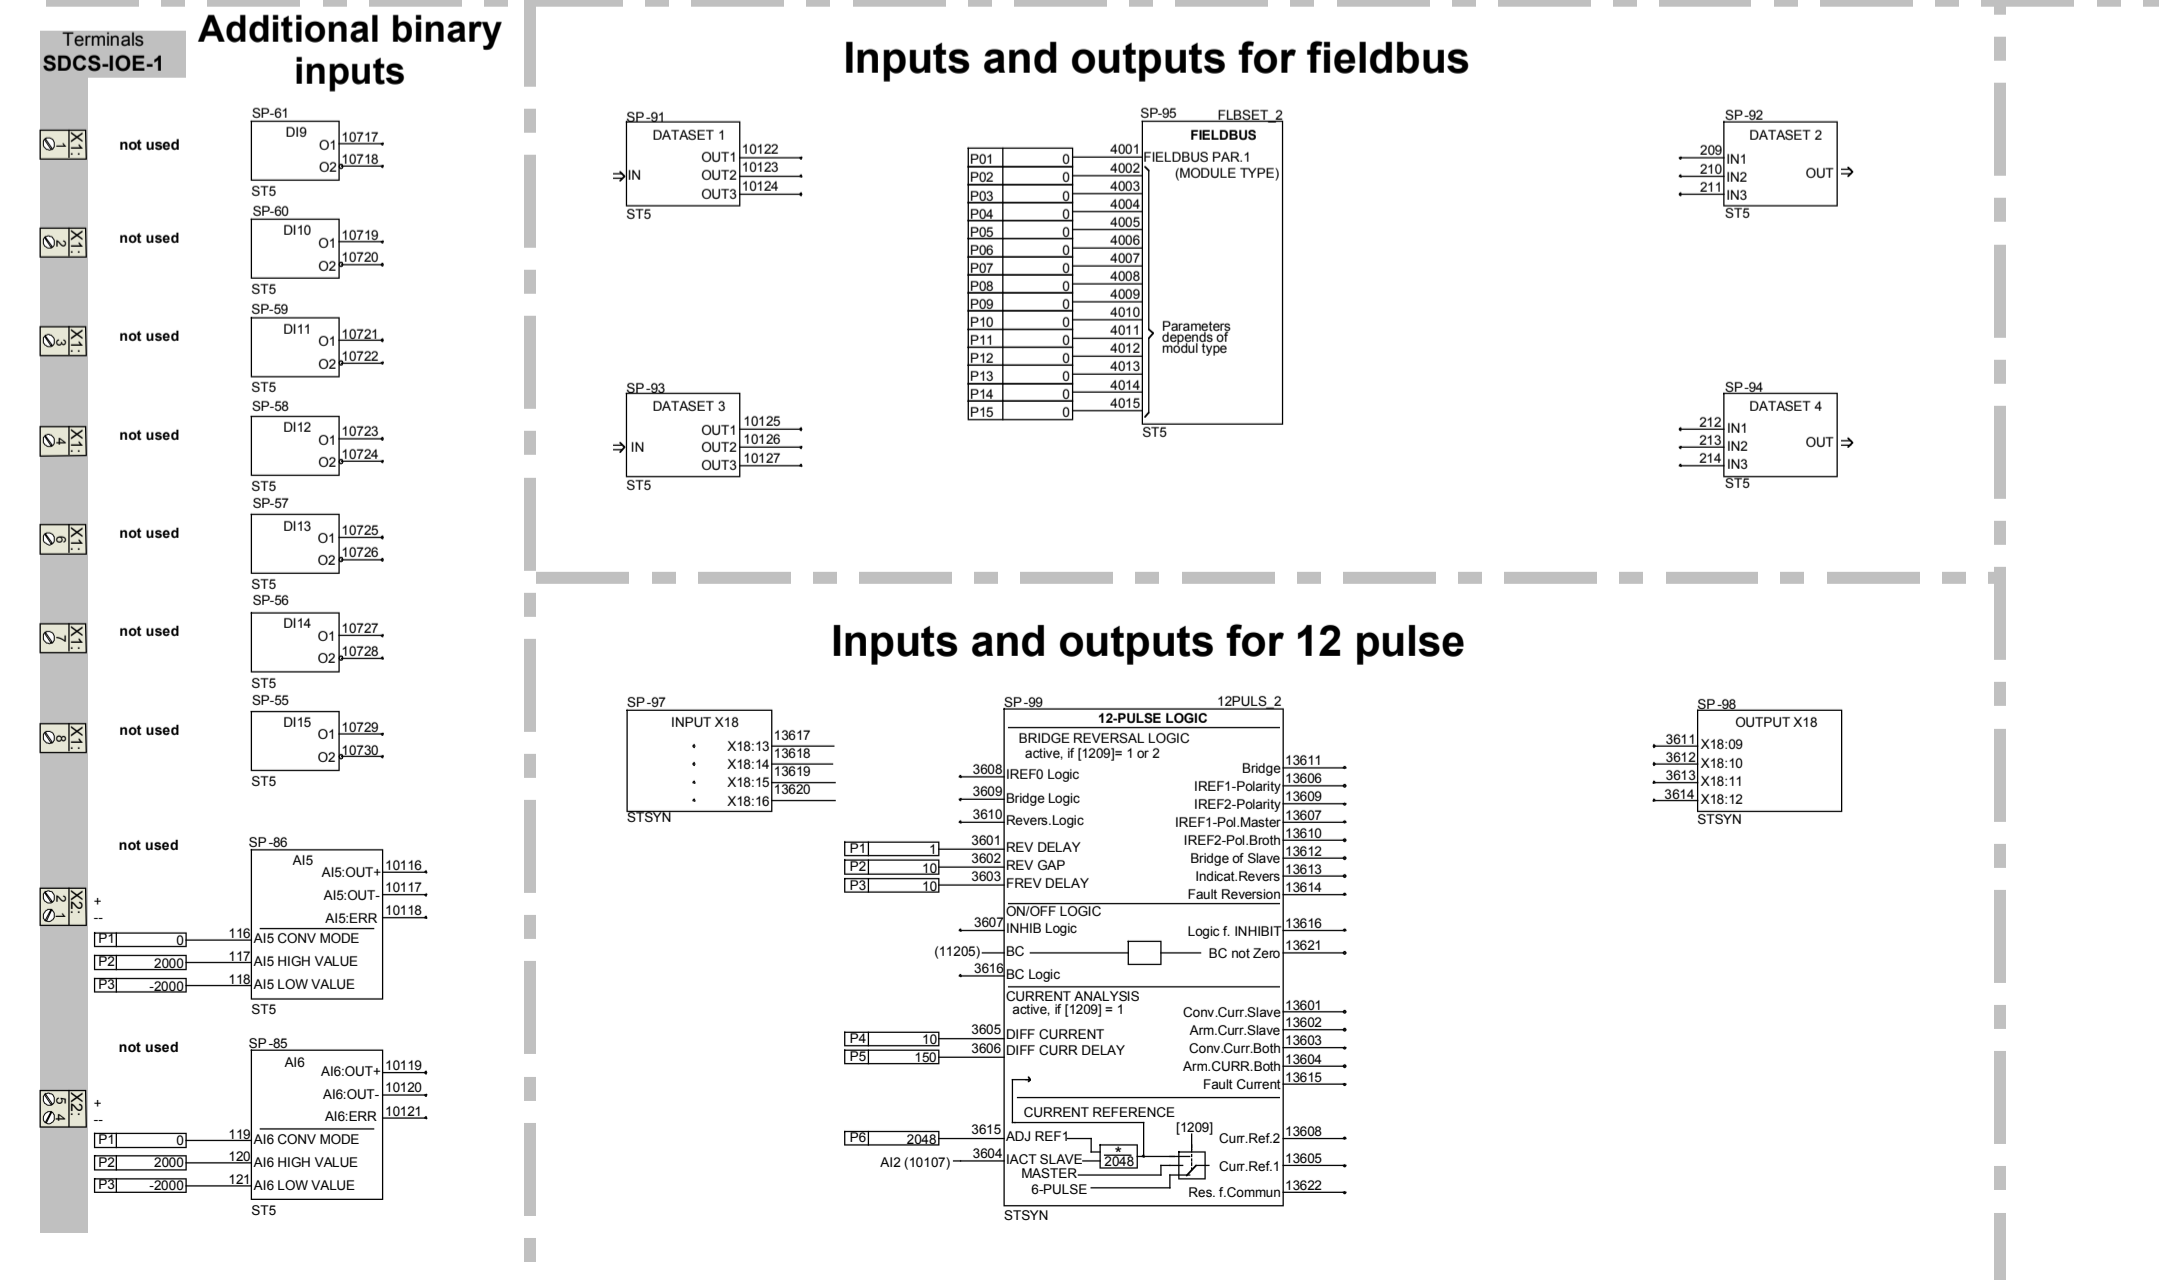 Terminals
SDCS-IOE-1
Additional binary
inputs
SP-61
DI9
O1 10717
O2 10718
ST5
X1: 1
not used
SP-60
DI10
O1 10719
O2 10720
ST5
X1: 2
not used
SP-59
DI11
O1 10721
O2 10722
ST5
X1: 3
not used
SP-58
DI12
O1 10723
O2 10724
ST5
X1: 4
not used
SP-57
DI13
O1 10725
O2 10726
ST5
X1: 6
not used
SP-56
DI14
O1 10727
O2 10728
ST5
X1: 7
not used
SP-55
DI15
O1 10729
O2 10730
ST5
X1: 8
not used
not used
SP-86
AI5
AI5:OUT+ 10116
AI5:OUT- 10117
AI5:ERR 10118
X2: 2 1
+
--
P1 0 116 AI5 CONV MODE
P2 2000 117 AI5 HIGH VALUE
P3 -2000 118 AI5 LOW VALUE
ST5
not used
SP-85
AI6
AI6:OUT+ 10119
AI6:OUT- 10120
AI6:ERR 10121
X2: 5 4
+
--
P1 0 119 AI6 CONV MODE
P2 2000 120 AI6 HIGH VALUE
P3 -2000 121 AI6 LOW VALUE
ST5
Inputs and outputs for fieldbus
SP-91
DATASET 1
OUT1 10122
IN OUT2 10123
OUT3 10124
ST5
SP-93
DATASET 3
OUT1 10125
IN OUT2 10126
OUT3 10127
ST5
SP-95 FLBSET_2
FIELDBUS
P01 0 4001 FIELDBUS PAR.1
(MODULE TYPE)
P02 0 4002
P03 0 4003
P04 0 4004
P05 0 4005
P06 0 4006
P07 0 4007
P08 0 4008
P09 0 4009
P10 0 4010
P11 0 4011
P12 0 4012
P13 0 4013
P14 0 4014
P15 0 4015
Parameters
depends of
modul type
ST5
SP-92
DATASET 2
209 IN1
210 IN2 OUT
211 IN3
ST5
SP-94
DATASET 4
212 IN1
213 IN2 OUT
214 IN3
ST5
Inputs and outputs for 12 pulse
SP-97
INPUT X18
X18:13 13617
X18:14 13618
X18:15 13619
X18:16 13620
STSYN
SP-99 12PULS_2
12-PULSE LOGIC
BRIDGE REVERSAL LOGIC
active, if [1209]= 1 or 2
3608 IREF0 Logic
3609 Bridge Logic
3610 Revers.Logic
P1 1 3601 REV DELAY
P2 10 3602 REV GAP
P3 10 3603 FREV DELAY
Bridge 13611
IREF1-Polarity 13606
IREF2-Polarity 13609
IREF1-Pol.Master 13607
IREF2-Pol.Broth 13610
Bridge of Slave 13612
Indicat.Revers 13613
Fault Reversion 13614
ON/OFF LOGIC
3607 INHIB Logic
Logic f. INHIBIT 13616
(11205) BC
BC not Zero 13621
3616 BC Logic
CURRENT ANALYSIS
active, if [1209] = 1
P4 10 3605 DIFF CURRENT
P5 150 3606 DIFF CURR DELAY
Conv.Curr.Slave 13601
Arm.Curr.Slave 13602
Conv.Curr.Both 13603
Arm.CURR.Both 13604
Fault Current 13615
CURRENT REFERENCE
[1209]
P6 2048 3615 ADJ REF1
AI2 (10107) 3604 IACT SLAVE
*
2048
MASTER
6-PULSE
Curr.Ref.2 13608
Curr.Ref.1 13605
Res. f.Commun 13622
STSYN
SP-98
OUTPUT X18
3611 X18:09
3612 X18:10
3613 X18:11
3614 X18:12
STSYN